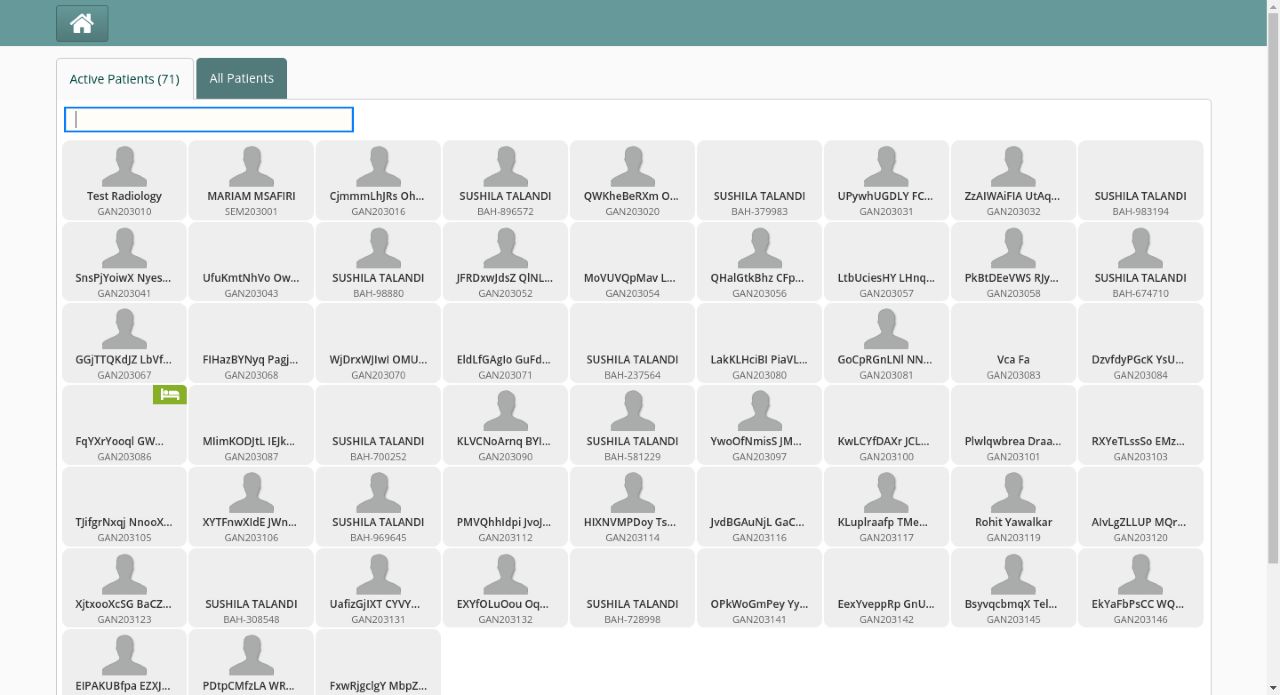 Active Patients (71)
All Patients
Test Radiology
GAN203010
MARIAM MSAFIRI
SEM203001
CjmmmLhJRs Oh...
GAN203016
SUSHILA TALANDI
BAH-896572
QWKheBeRXm O...
GAN203020
SUSHILA TALANDI
BAH-379983
UPywhUGDLY FC...
GAN203031
ZzAIWAiFIA UtAq...
GAN203032
SUSHILA TALANDI
BAH-983194
SnsPjYoiwX Nyes...
GAN203041
UfuKmtNhVo Ow...
GAN203043
SUSHILA TALANDI
BAH-98880
JFRDxwJdsZ QlNL...
GAN203052
MoVUVQpMav L...
GAN203054
QHalGtkBhz CFp...
GAN203056
LtbUciesHY LHnq...
GAN203057
PkBtDEeVWS RJy...
GAN203058
SUSHILA TALANDI
BAH-674710
GGjTTQKdJZ LbVf...
GAN203067
FlHazBYNyq Pagj...
GAN203068
WjDrxWJIwI OMU...
GAN203070
EldLfGAgIo GuFd...
GAN203071
SUSHILA TALANDI
BAH-237564
LakKLHciBI PiaVL...
GAN203080
GoCpRGnLNl NN...
GAN203081
Vca Fa
GAN203083
DzvfdyPGcK YsU...
GAN203084
FqYXrYooql GW...
GAN203086
MIimKODJtL IEJk...
GAN203087
SUSHILA TALANDI
BAH-700252
KLVCNoArnq BYI...
GAN203090
SUSHILA TALANDI
BAH-581229
YwoOfNmisS JM...
GAN203097
KwLCYfDAXr JCL...
GAN203100
Plwlqwbrea Draa...
GAN203101
RXYeTLssSo EMz...
GAN203103
TJifgrNxqj NnooX...
GAN203105
XYTFnwXIdE JWn...
GAN203106
SUSHILA TALANDI
BAH-969645
PMVQhhIdpi JvoJ...
GAN203112
HIXNVMPDoy Ts...
GAN203114
JvdBGAuNjL GaC...
GAN203116
KLuplraafp TMe...
GAN203117
Rohit Yawalkar
GAN203119
AIvLgZLLUP MQr...
GAN203120
XjtxooXcSG BaCZ...
GAN203123
SUSHILA TALANDI
BAH-308548
UafizGjIXT CYVY...
GAN203131
EXYfOLuOou Oq...
GAN203132
SUSHILA TALANDI
BAH-728998
OPkWoGmPey Yy...
GAN203141
EexYveppRp GnU...
GAN203142
BsyvqcbmqX Tel...
GAN203145
EkYaFbPsCC WQ...
GAN203146
EIPAKUBfpa EZXJ...
PDtpCMfzLA WR...
FxwRjgclgY MbpZ...